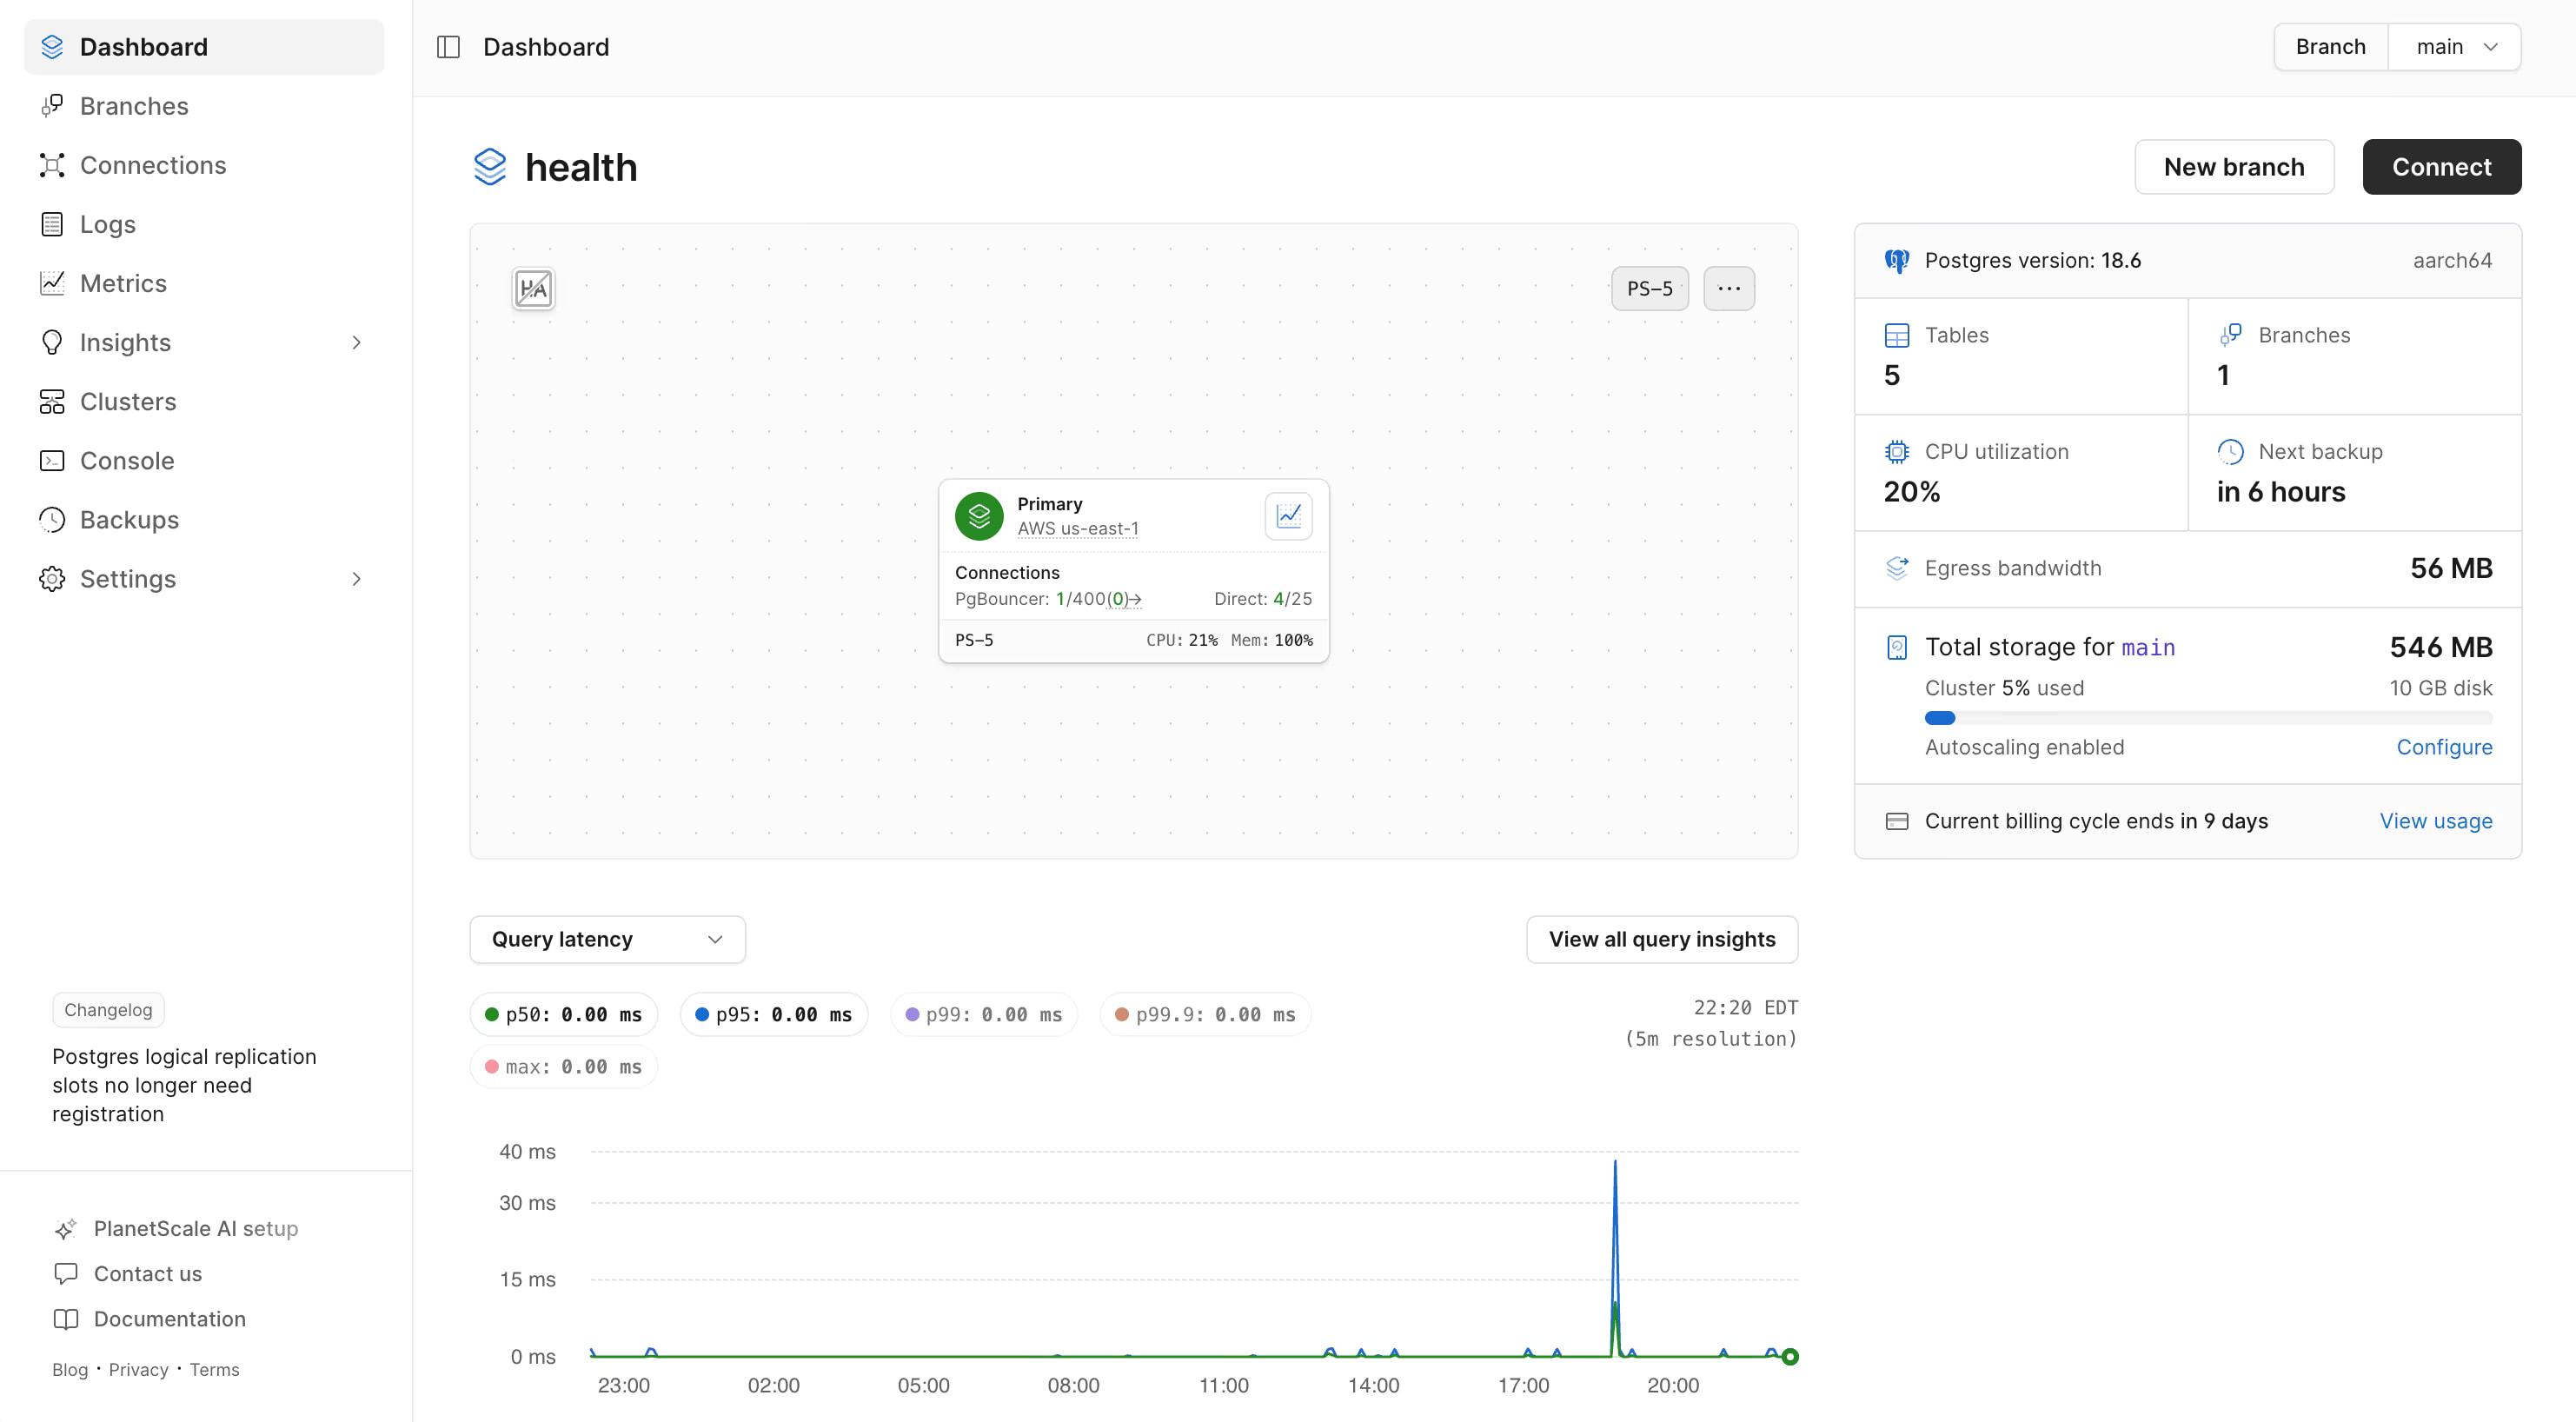 Dashboard
Branches
Connections
Logs
Metrics
Insights
Clusters
Console
Backups
Settings
Changelog
Postgres logical replication
slots no longer need
registration
PlanetScale AI setup
Contact us
Documentation
Blog · Privacy · Terms
Dashboard
Branch main
health
New branch
Connect
HA
PS-5
...
Primary
AWS us-east-1
Connections
PgBouncer: 1/400(0)→ Direct: 4/25
PS-5 CPU: 21% Mem: 100%
Postgres version: 18.6 aarch64
Tables
5
Branches
1
CPU utilization
20%
Next backup
in 6 hours
Egress bandwidth 56 MB
Total storage for main 546 MB
Cluster 5% used 10 GB disk
Autoscaling enabled Configure
Current billing cycle ends in 9 days View usage
Query latency
View all query insights
p50: 0.00 ms p95: 0.00 ms p99: 0.00 ms p99.9: 0.00 ms
max: 0.00 ms
22:20 EDT
(5m resolution)
40 ms
30 ms
15 ms
0 ms
23:00 02:00 05:00 08:00 11:00 14:00 17:00 20:00